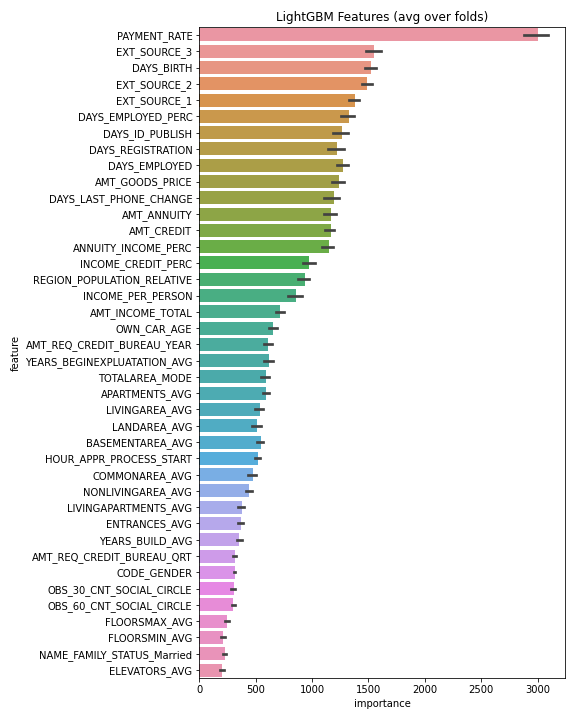 LightGBM Features (avg over folds)
PAYMENT_RATE
EXT_SOURCE_3
DAYS_BIRTH
EXT_SOURCE_2
EXT_SOURCE_1
DAYS_EMPLOYED_PERC
DAYS_ID_PUBLISH
DAYS_REGISTRATION
DAYS_EMPLOYED
AMT_GOODS_PRICE
DAYS_LAST_PHONE_CHANGE
AMT_ANNUITY
AMT_CREDIT
ANNUITY_INCOME_PERC
INCOME_CREDIT_PERC
REGION_POPULATION_RELATIVE
INCOME_PER_PERSON
AMT_INCOME_TOTAL
OWN_CAR_AGE
AMT_REQ_CREDIT_BUREAU_YEAR
YEARS_BEGINEXPLUATATION_AVG
TOTALAREA_MODE
APARTMENTS_AVG
LIVINGAREA_AVG
LANDAREA_AVG
BASEMENTAREA_AVG
HOUR_APPR_PROCESS_START
COMMONAREA_AVG
NONLIVINGAREA_AVG
LIVINGAPARTMENTS_AVG
ENTRANCES_AVG
YEARS_BUILD_AVG
AMT_REQ_CREDIT_BUREAU_QRT
CODE_GENDER
OBS_30_CNT_SOCIAL_CIRCLE
OBS_60_CNT_SOCIAL_CIRCLE
FLOORSMAX_AVG
FLOORSMIN_AVG
NAME_FAMILY_STATUS_Married
ELEVATORS_AVG
feature
0 500 1000 1500 2000 2500 3000
importance